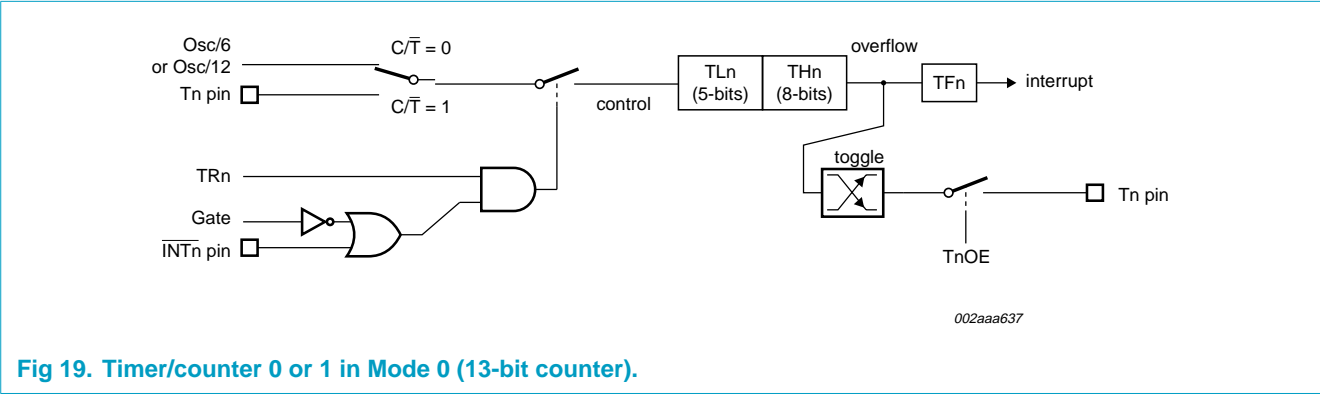 Osc/6
or Osc/12
C/T̅ = 0
Tn pin
C/T̅ = 1
control
TLn
(5-bits)
THn
(8-bits)
overflow
TFn
interrupt
toggle
TRn
Gate
I̅N̅T̅n pin
Tn pin
TnOE
002aaa637
Fig 19. Timer/counter 0 or 1 in Mode 0 (13-bit counter).